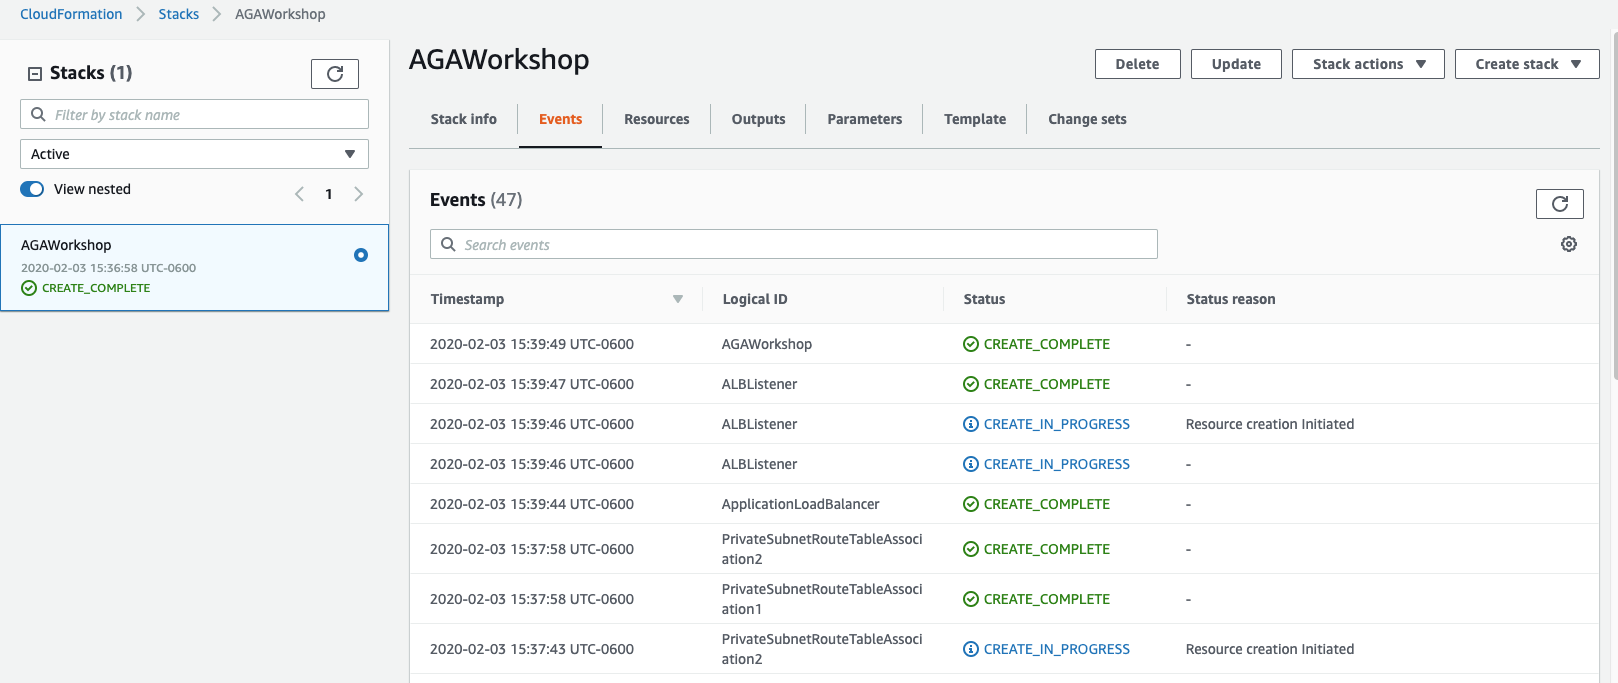 CloudFormation > Stacks > AGAWorkshop
Stacks (1)
Filter by stack name
Active
View nested
1
AGAWorkshop
2020-02-03 15:36:58 UTC-0600
CREATE_COMPLETE
AGAWorkshop
Delete Update Stack actions Create stack
Stack info Events Resources Outputs Parameters Template Change sets
Events (47)
Search events
Timestamp Logical ID Status Status reason
2020-02-03 15:39:49 UTC-0600 AGAWorkshop CREATE_COMPLETE -
2020-02-03 15:39:47 UTC-0600 ALBListener CREATE_COMPLETE -
2020-02-03 15:39:46 UTC-0600 ALBListener CREATE_IN_PROGRESS Resource creation Initiated
2020-02-03 15:39:46 UTC-0600 ALBListener CREATE_IN_PROGRESS -
2020-02-03 15:39:44 UTC-0600 ApplicationLoadBalancer CREATE_COMPLETE -
PrivateSubnetRouteTableAssoci
2020-02-03 15:37:58 UTC-0600 ation2 CREATE_COMPLETE -
PrivateSubnetRouteTableAssoci
2020-02-03 15:37:58 UTC-0600 ation1 CREATE_COMPLETE -
PrivateSubnetRouteTableAssoci
2020-02-03 15:37:43 UTC-0600 ation2 CREATE_IN_PROGRESS Resource creation Initiated